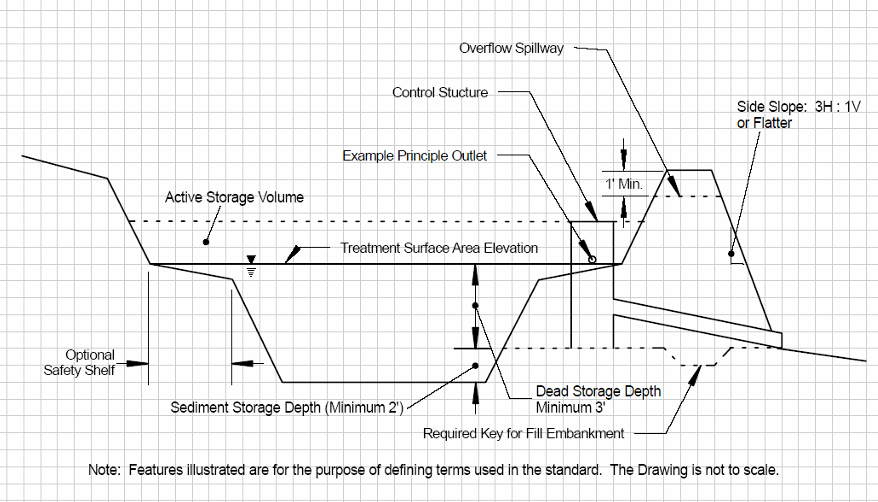 Overflow Spillway
Control Stucture
Side Slope:  3H : 1V
or Flatter
Example Principle Outlet
1' Min.
Active Storage Volume
Treatment Surface Area Elevation
Optional
Safety Shelf
Dead Storage Depth
Minimum 3'
Sediment Storage Depth (Minimum 2')
Required Key for Fill Embankment
Note:  Features illustrated are for the purpose of defining terms used in the standard.  The Drawing is not to scale.